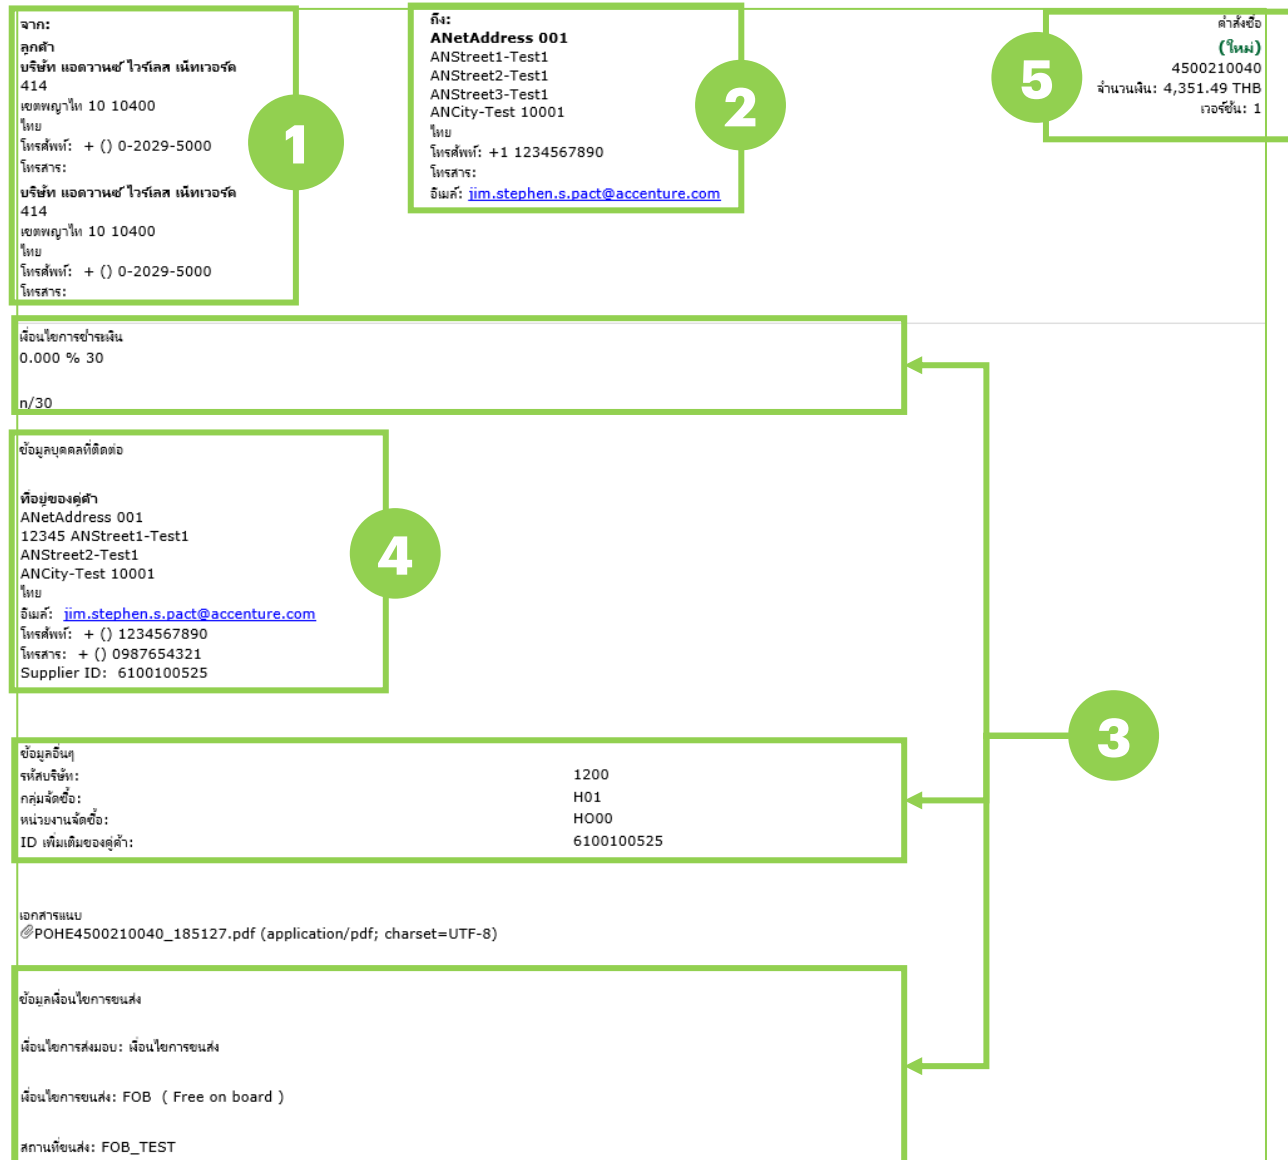 จาก:
ลูกค้า
บริษัท แอดวานซ์ ไวร์เลส เน็ทเวอร์ค
414
เขตพญาไท 10 10400
ไทย
โทรศัพท์: + () 0-2029-5000
โทรสาร:
บริษัท แอดวานซ์ ไวร์เลส เน็ทเวอร์ค
414
เขตพญาไท 10 10400
ไทย
โทรศัพท์: + () 0-2029-5000
โทรสาร:
1
ถึง:
ANetAddress 001
ANStreet1-Test1
ANStreet2-Test1
ANStreet3-Test1
ANCity-Test 10001
ไทย
โทรศัพท์: +1 1234567890
โทรสาร:
อีเมล์: jim.stephen.s.pact@accenture.com
2
คำสั่งซื้อ
(ใหม่)
4500210040
จำนวนเงิน: 4,351.49 THB
เวอร์ชั่น: 1
5
เงื่อนไขการชำระเงิน
0.000 % 30
n/30
ข้อมูลบุคคลที่ติดต่อ
ที่อยู่ของคู่ค้า
ANetAddress 001
12345 ANStreet1-Test1
ANStreet2-Test1
ANCity-Test 10001
ไทย
อีเมล์: jim.stephen.s.pact@accenture.com
โทรศัพท์: + () 1234567890
โทรสาร: + () 0987654321
Supplier ID: 6100100525
4
3
ข้อมูลอื่นๆ
รหัสบริษัท: 1200
กลุ่มจัดซื้อ: H01
หน่วยงานจัดซื้อ: HO00
ID เพิ่มเติมของคู่ค้า: 6100100525
เอกสารแนบ
POHE4500210040_185127.pdf (application/pdf; charset=UTF-8)
ข้อมูลเงื่อนไขการขนส่ง
เงื่อนไขการส่งมอบ: เงื่อนไขการขนส่ง
เงื่อนไขการขนส่ง: FOB ( Free on board )
สถานที่ขนส่ง: FOB_TEST